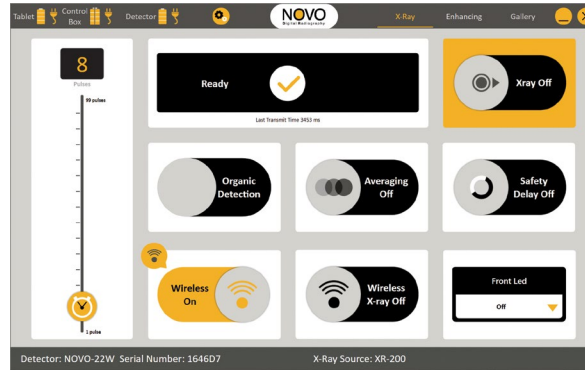 Tablet
Control
Box
Detector
NOVO
Digital Radiography
X-Ray
Enhancing
Gallery
8
Pulses
99 pulses
1 pulse
Ready
Last Transmit Time 3453 ms
Xray Off
Organic
Detection
Averaging
Off
Safety
Delay Off
Wireless
On
Wireless
X-ray Off
Front Led
Off
Detector: NOVO-22W Serial Number: 1646D7
X-Ray Source: XR-200